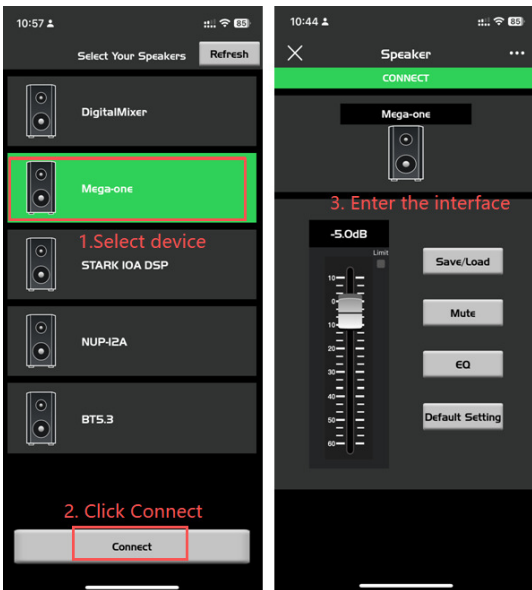 10:57
85
Select Your Speakers
Refresh
DigitalMixer
Mega-one
1.Select device
STARK 10A DSP
NUP-12A
BT5.3
2. Click Connect
Connect
10:44
85
Speaker
CONNECT
Mega-one
3. Enter the interface
-5.0dB
Limit
Save/Load
10
0
Mute
10
20
EQ
30
40
Default Setting
50
60